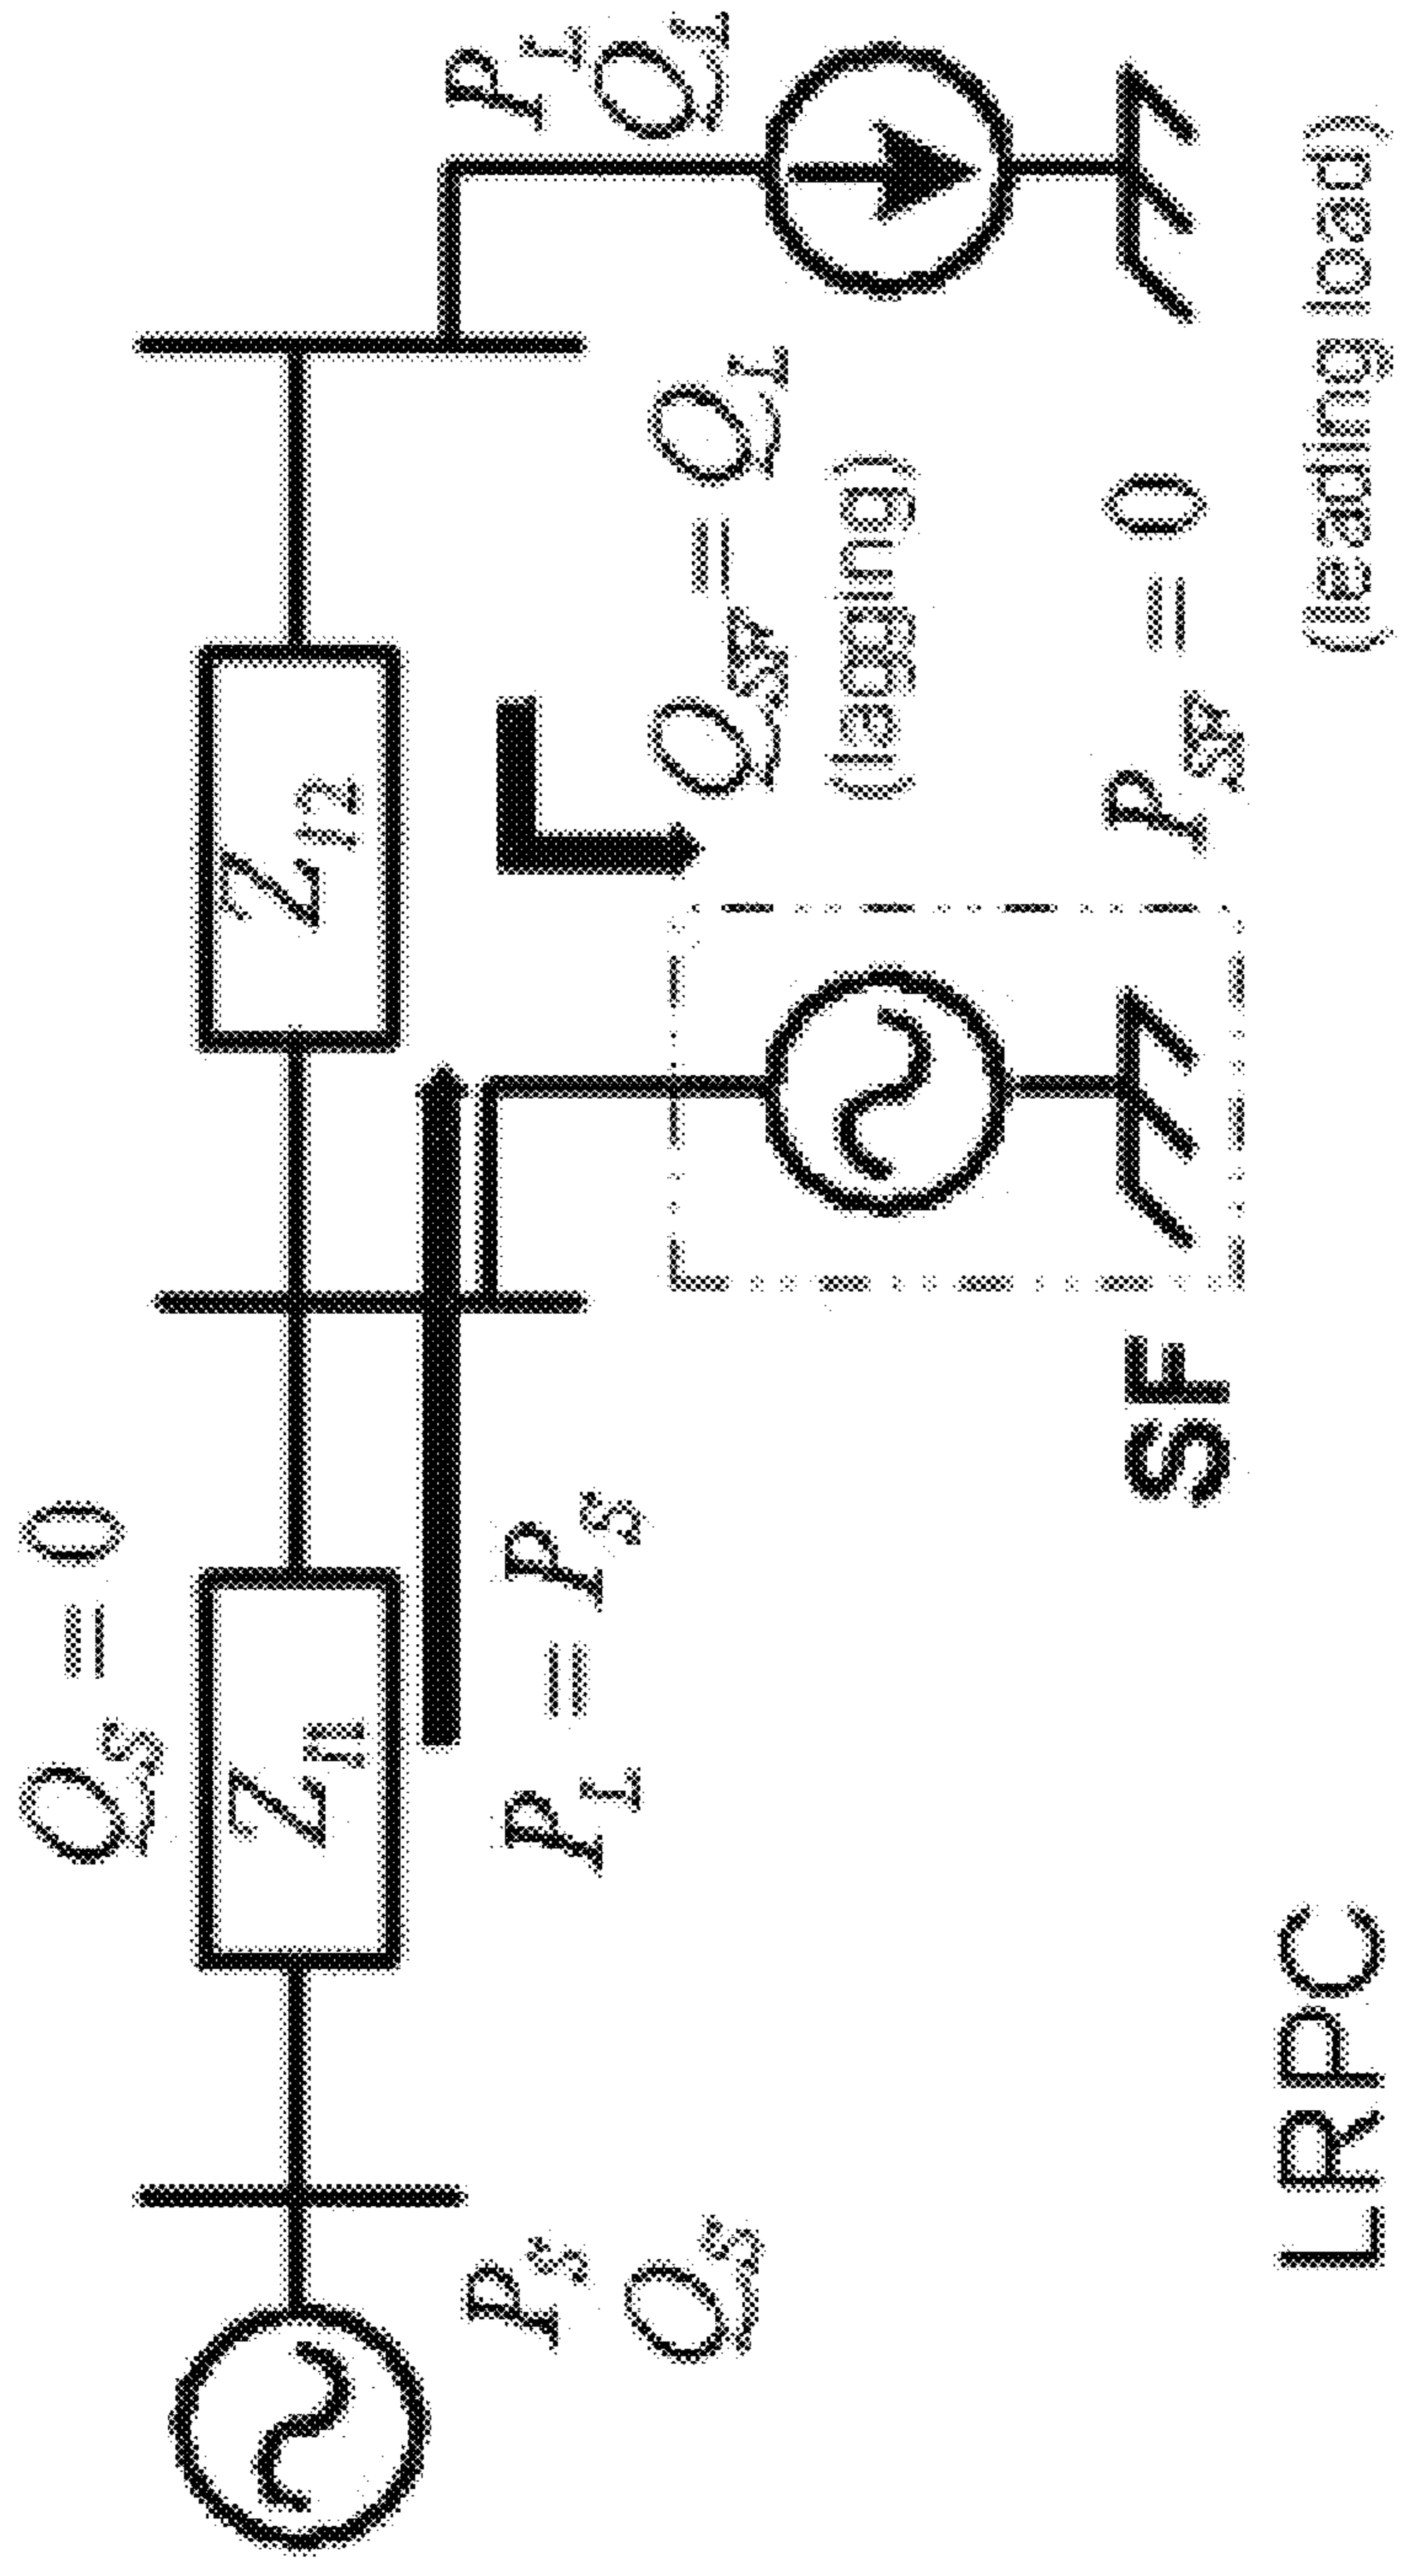 Q_s = 0
Z_l1
Z_l2
P_l = P_s
P_s
Q_s
P_l
Q_l
Q_sf = Q_l
(lagging)
P_sf = 0
SF
LRPC
(leading load)